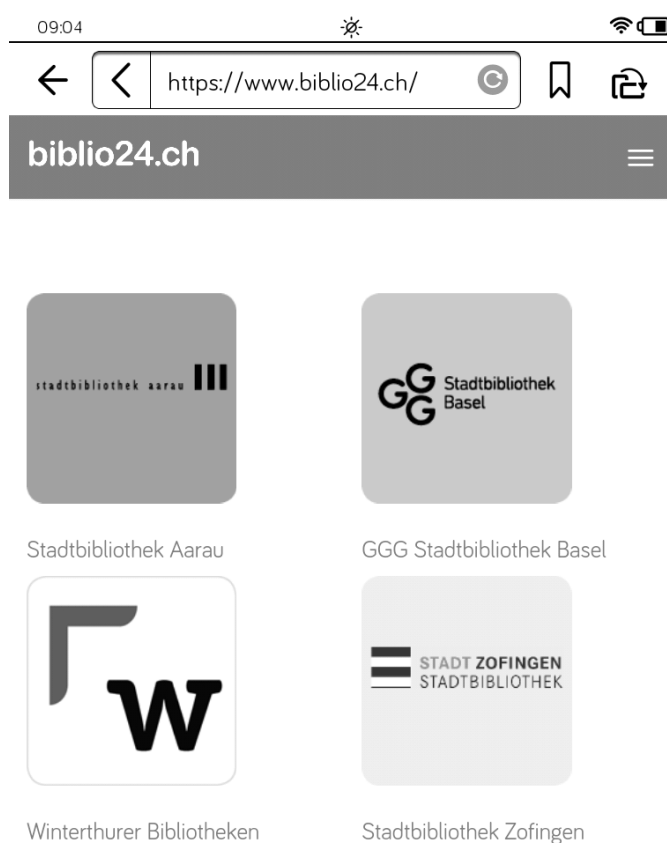 09:04
https://www.biblio24.ch/
biblio24.ch
stadtbibliothek aarau
GGG Stadtbibliothek
Basel
Stadtbibliothek Aarau
GGG Stadtbibliothek Basel
W
STADT ZOFINGEN
STADTBIBLIOTHEK
Winterthurer Bibliotheken
Stadtbibliothek Zofingen